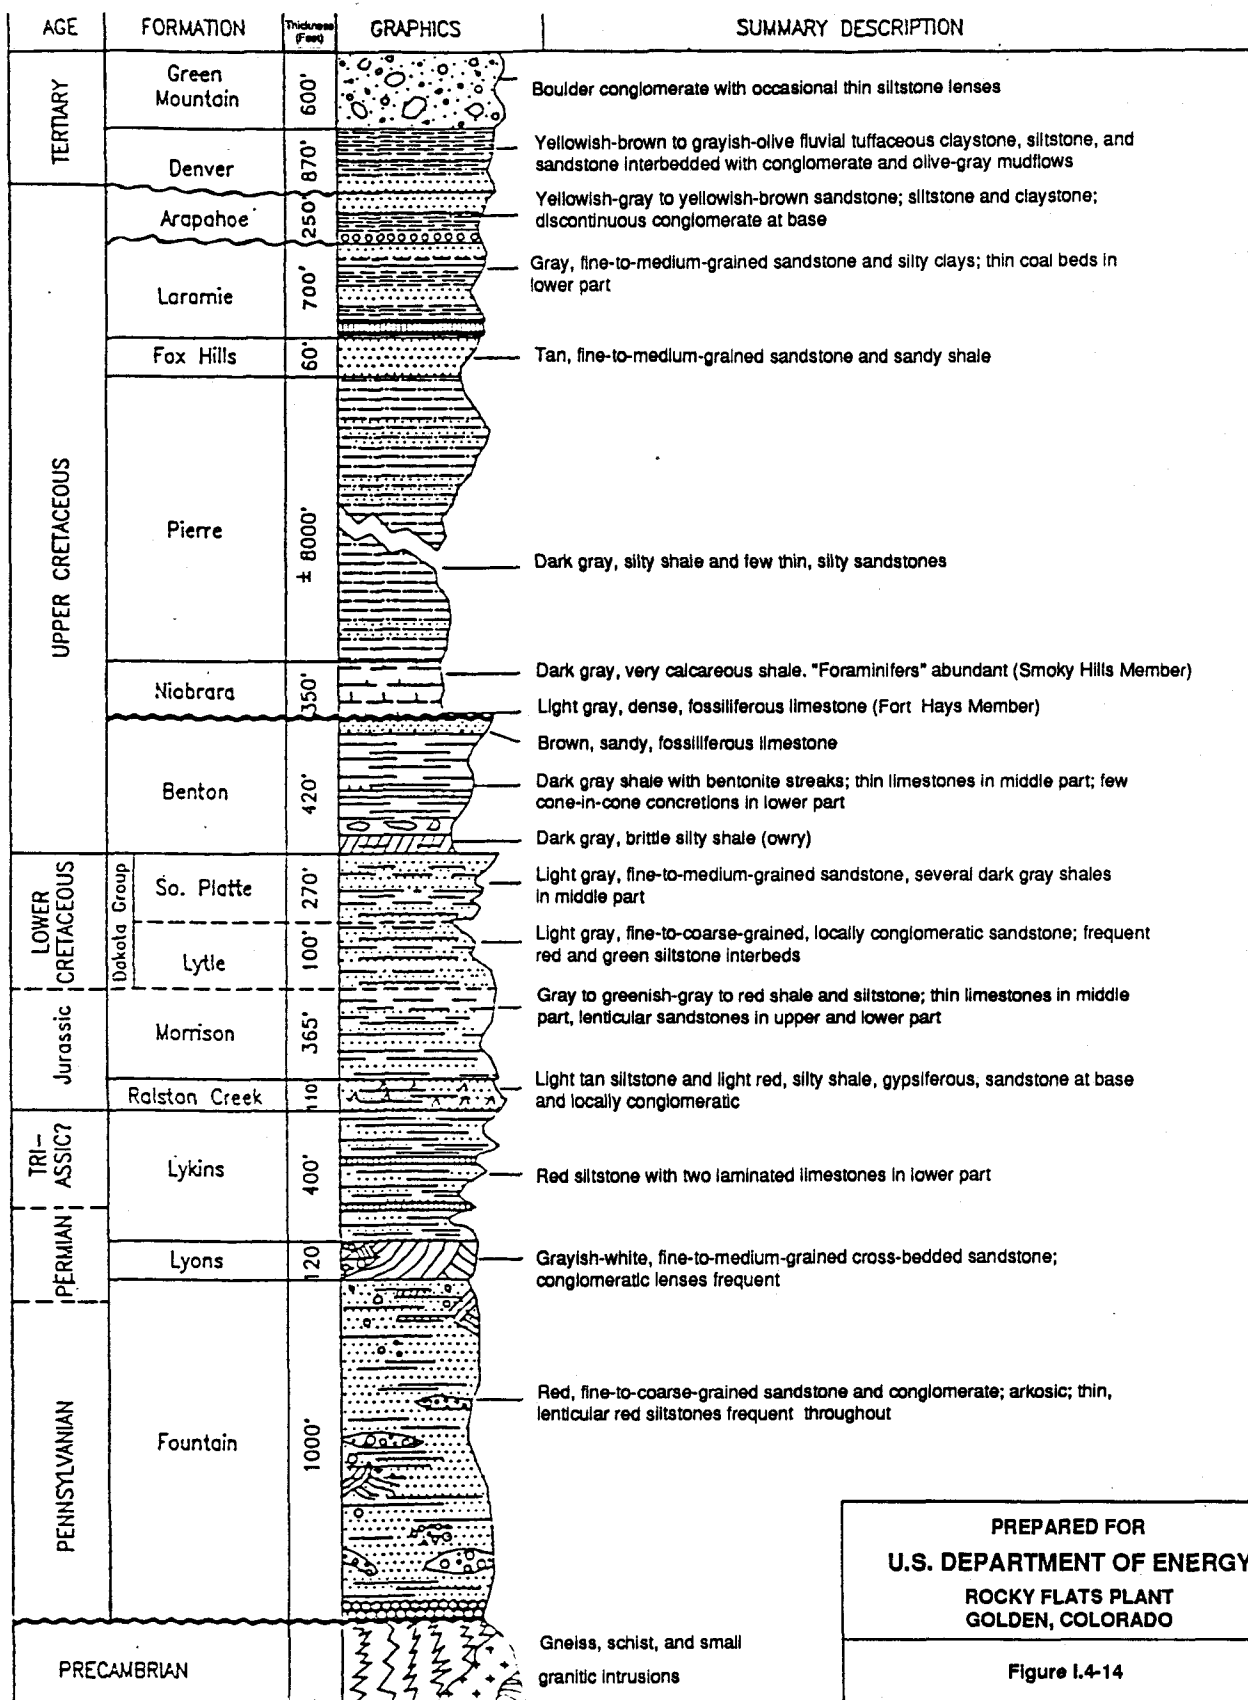 AGE FORMATION Thickness (Feet) GRAPHICS SUMMARY DESCRIPTION
TERTIARY
Green
Mountain
600'
Boulder conglomerate with occasional thin siltstone lenses
Denver
870'
Yellowish-brown to grayish-olive fluvial tuffaceous claystone, siltstone, and
sandstone interbedded with conglomerate and olive-gray mudflows
UPPER CRETACEOUS
Arapahoe
250'
Yellowish-gray to yellowish-brown sandstone; siltstone and claystone;
discontinuous conglomerate at base
Laramie
700'
Gray, fine-to-medium-grained sandstone and silty clays; thin coal beds in
lower part
Fox Hills
60'
Tan, fine-to-medium-grained sandstone and sandy shale
Pierre
± 8000'
Dark gray, silty shale and few thin, silty sandstones
Niobrara
350'
Dark gray, very calcareous shale. "Foraminifers" abundant (Smoky Hills Member)
Light gray, dense, fossiliferous limestone (Fort Hays Member)
Benton
420'
Brown, sandy, fossiliferous limestone
Dark gray shale with bentonite streaks; thin limestones in middle part; few
cone-in-cone concretions in lower part
Dark gray, brittle silty shale (owry)
LOWER
CRETACEOUS
Dakota Group
So. Platte
270'
Light gray, fine-to-medium-grained sandstone, several dark gray shales
in middle part
Lytle
100'
Light gray, fine-to-coarse-grained, locally conglomeratic sandstone; frequent
red and green siltstone interbeds
Jurassic
Morrison
365'
Gray to greenish-gray to red shale and siltstone; thin limestones in middle
part, lenticular sandstones in upper and lower part
Ralston Creek
110'
Light tan siltstone and light red, silty shale, gypsiferous, sandstone at base
and locally conglomeratic
TRI-
ASSIC?
Lykins
400'
Red siltstone with two laminated limestones in lower part
PERMIAN
Lyons
120
Grayish-white, fine-to-medium-grained cross-bedded sandstone;
conglomeratic lenses frequent
PENNSYLVANIAN
Fountain
1000'
Red, fine-to-coarse-grained sandstone and conglomerate; arkosic; thin,
lenticular red siltstones frequent throughout
PRECAMBRIAN
Gneiss, schist, and small
granitic intrusions
PREPARED FOR
U.S. DEPARTMENT OF ENERGY
ROCKY FLATS PLANT
GOLDEN, COLORADO
Figure I.4-14